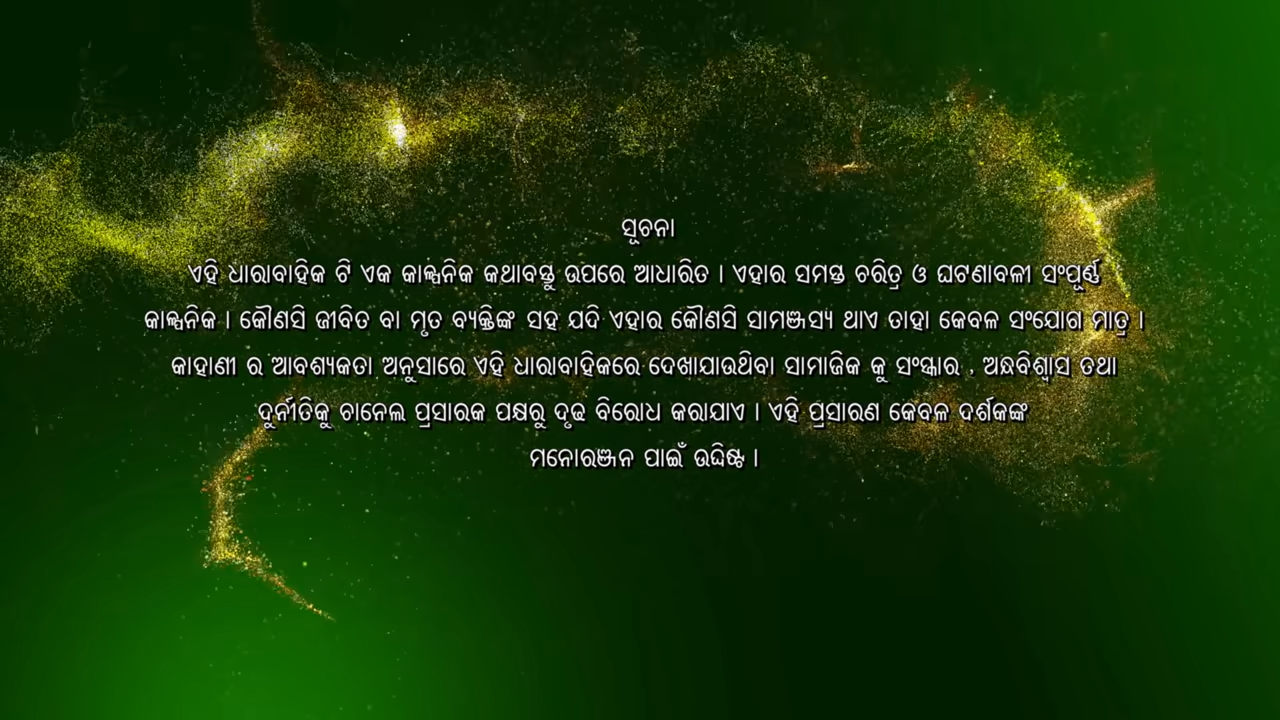 ସୂଚନା
ଏହି ଧାରାବାହିକ ଟି ଏକ କାଳ୍ପନିକ କଥାବସ୍ତୁ ଉପରେ ଆଧାରିତ । ଏହାର ସମସ୍ତ ଚରିତ୍ର ଓ ଘଟଣାବଳୀ ସଂପୂର୍ଣ୍ଣ
କାଳ୍ପନିକ । କୌଣସି ଜୀବିତ ବା ମୃତ ବ୍ୟକ୍ତିଙ୍କ ସହ ଯଦି ଏହାର କୌଣସି ସାମଞ୍ଜସ୍ୟ ଥାଏ ତାହା କେବଳ ସଂଯୋଗ ମାତ୍ର ।
କାହାଣୀ ର ଆବଶ୍ୟକତା ଅନୁସାରେ ଏହି ଧାରାବାହିକରେ ଦେଖାଯାଉଥିବା ସାମାଜିକ କୁ ସଂସ୍କାର , ଅନ୍ଧବିଶ୍ୱାସ ତଥା
ଦୁର୍ନୀତିକୁ ଚାନେଲ ପ୍ରସାରକ ପକ୍ଷରୁ ଦୃଢ ବିରୋଧ କରାଯାଏ । ଏହି ପ୍ରସାରଣ କେବଳ ଦର୍ଶକଙ୍କ
ମନୋରଞ୍ଜନ ପାଇଁ ଉଦ୍ଦିଷ୍ଟ ।